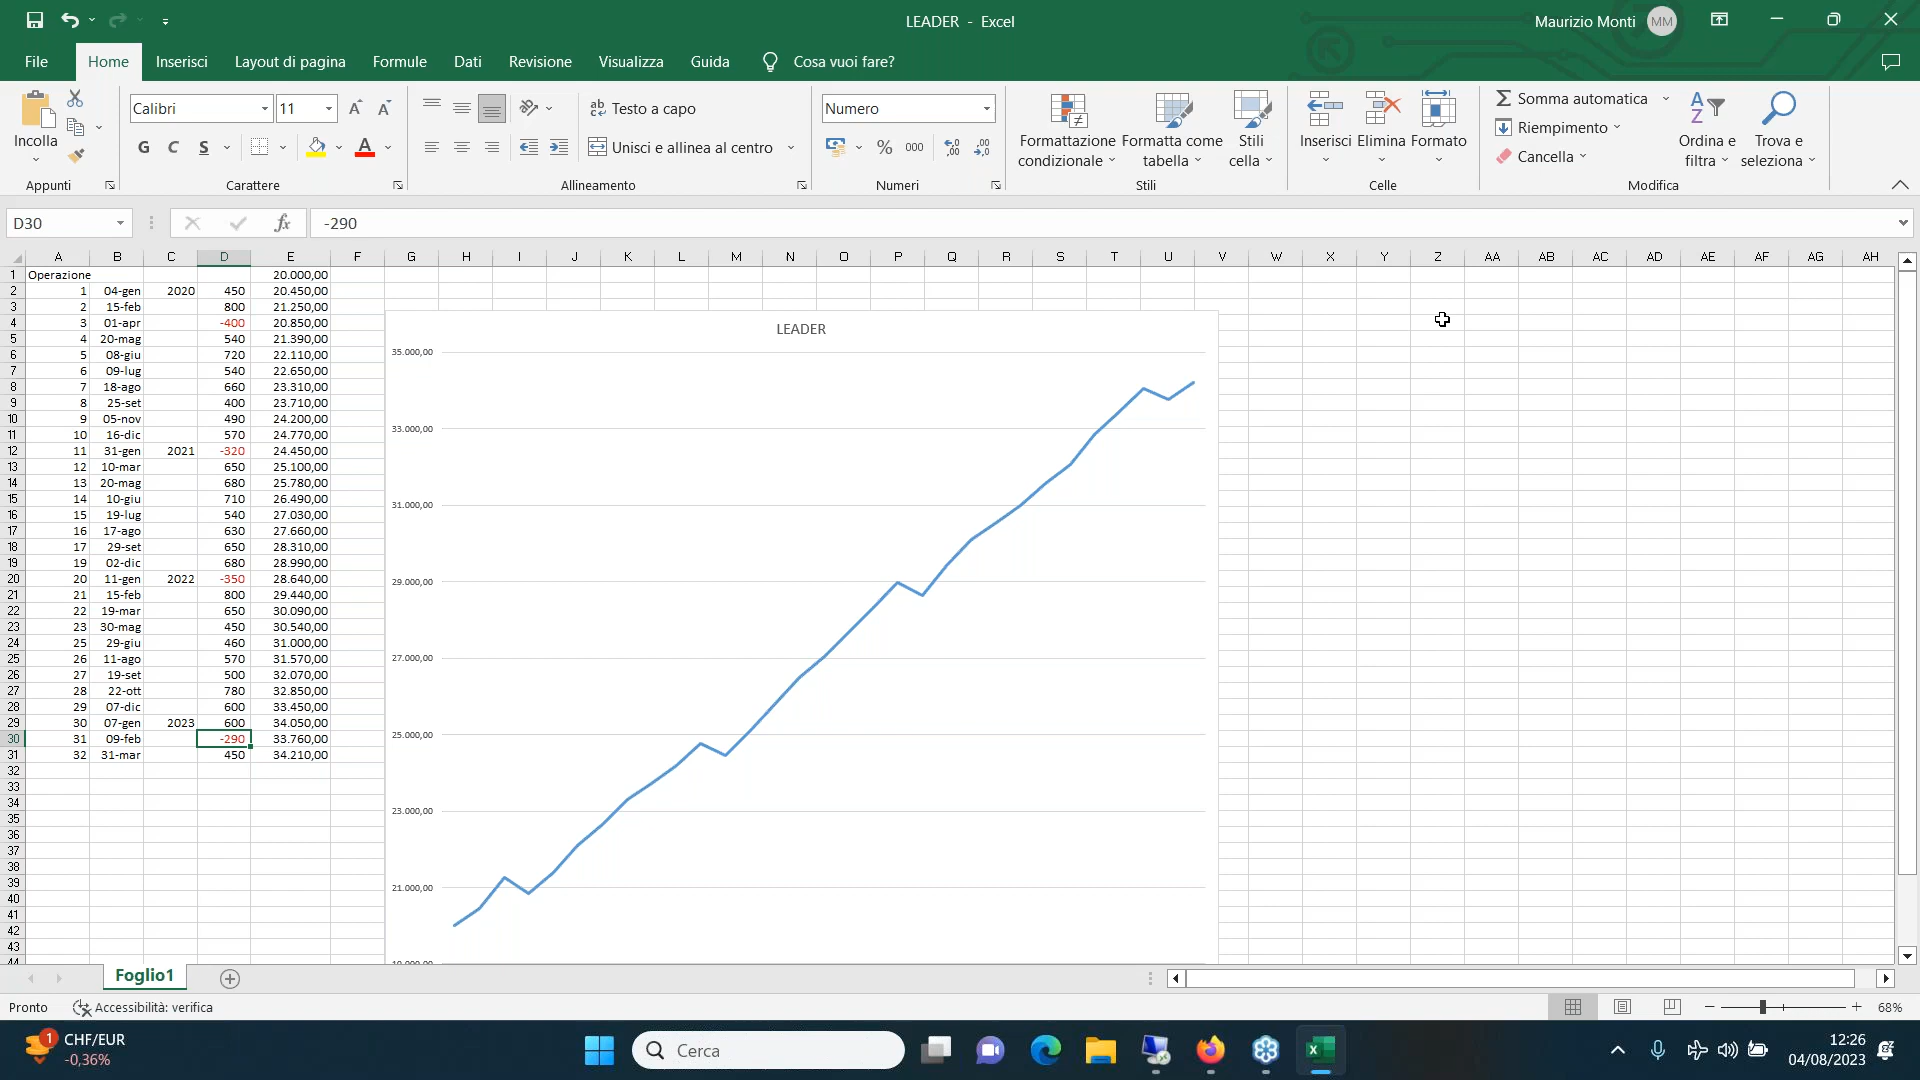 LEADER - Excel
Maurizio Monti MM
File Home Inserisci Layout di pagina Formule Dati Revisione Visualizza Guida Cosa vuoi fare?
Incolla
Appunti
Calibri 11
G C S
Carattere
Testo a capo
Unisci e allinea al centro
Allineamento
Numero
% 000
Numeri
Formattazione condizionale
Formatta come tabella
Stili cella
Stili
Inserisci Elimina Formato
Celle
Somma automatica
Riempimento
Cancella
Ordina e filtra
Trova e seleziona
Modifica
D30 fx -290
A B C D E F G H I J K L M N O P Q R S T U V W X Y Z AA AB AC AD AE AF AG AH
1 Operazione 20.000,00
2 1 04-gen 2020 450 20.450,00
3 2 15-feb 800 21.250,00
4 3 01-apr -400 20.850,00
5 4 20-mag 540 21.390,00
6 5 08-giu 720 22.110,00
7 6 09-lug 540 22.650,00
8 7 18-ago 660 23.310,00
9 8 25-set 400 23.710,00
10 9 05-nov 490 24.200,00
11 10 16-dic 570 24.770,00
12 11 31-gen 2021 -320 24.450,00
13 12 10-mar 650 25.100,00
14 13 20-mag 680 25.780,00
15 14 10-giu 710 26.490,00
16 15 19-lug 540 27.030,00
17 16 17-ago 630 27.660,00
18 17 29-set 650 28.310,00
19 19 02-dic 680 28.990,00
20 20 11-gen 2022 -350 28.640,00
21 21 15-feb 800 29.440,00
22 22 19-mar 650 30.090,00
23 23 30-mag 450 30.540,00
24 25 29-giu 460 31.000,00
25 26 11-ago 570 31.570,00
26 27 19-set 500 32.070,00
27 28 22-ott 780 32.850,00
28 29 07-dic 600 33.450,00
29 30 07-gen 2023 600 34.050,00
30 31 09-feb -290 33.760,00
31 32 31-mar 450 34.210,00
32
33
34
35
36
37
38
39
40
41
42
43
44
LEADER
35.000,00
33.000,00
31.000,00
29.000,00
27.000,00
25.000,00
23.000,00
21.000,00
Foglio1
Pronto Accessibilità: verifica 68%
1 CHF/EUR
-0,36%
Cerca
12:26
04/08/2023